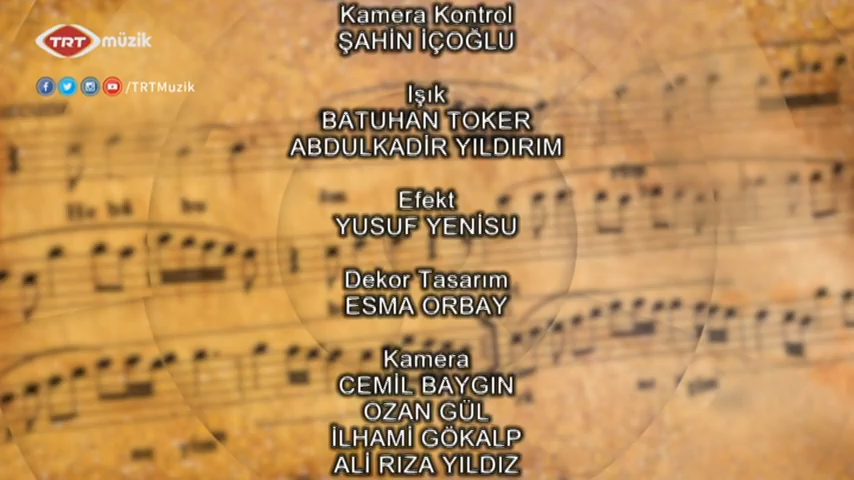 TRT müzik
/TRTMuzik
Kamera Kontrol
ŞAHİN İÇOĞLU
Işık
BATUHAN TOKER
ABDULKADİR YILDIRIM
Efekt
YUSUF YENİSU
Dekor Tasarım
ESMA ORBAY
Kamera
CEMİL BAYGIN
OZAN GÜL
İLHAMİ GÖKALP
ALİ RIZA YILDIZ